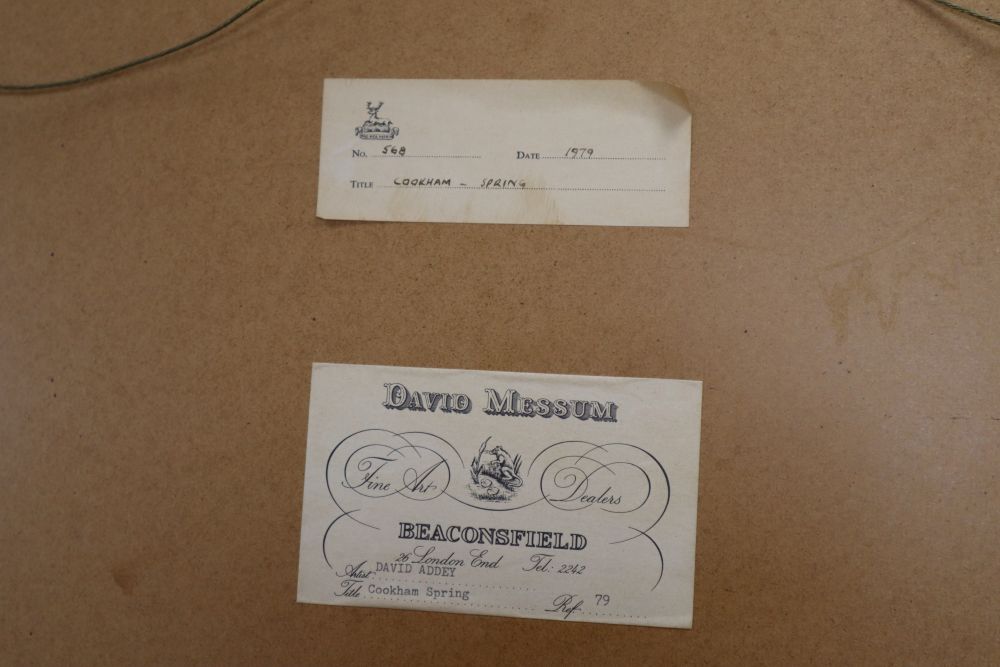 No. 568 DATE 1979
TITLE COOKHAM - SPRING
DAVID MESSUM
Fine Art Dealers
BEACONSFIELD
26 London End Tel: 2242
Artist DAVID ADDEY
Title Cookham Spring Ref. 79